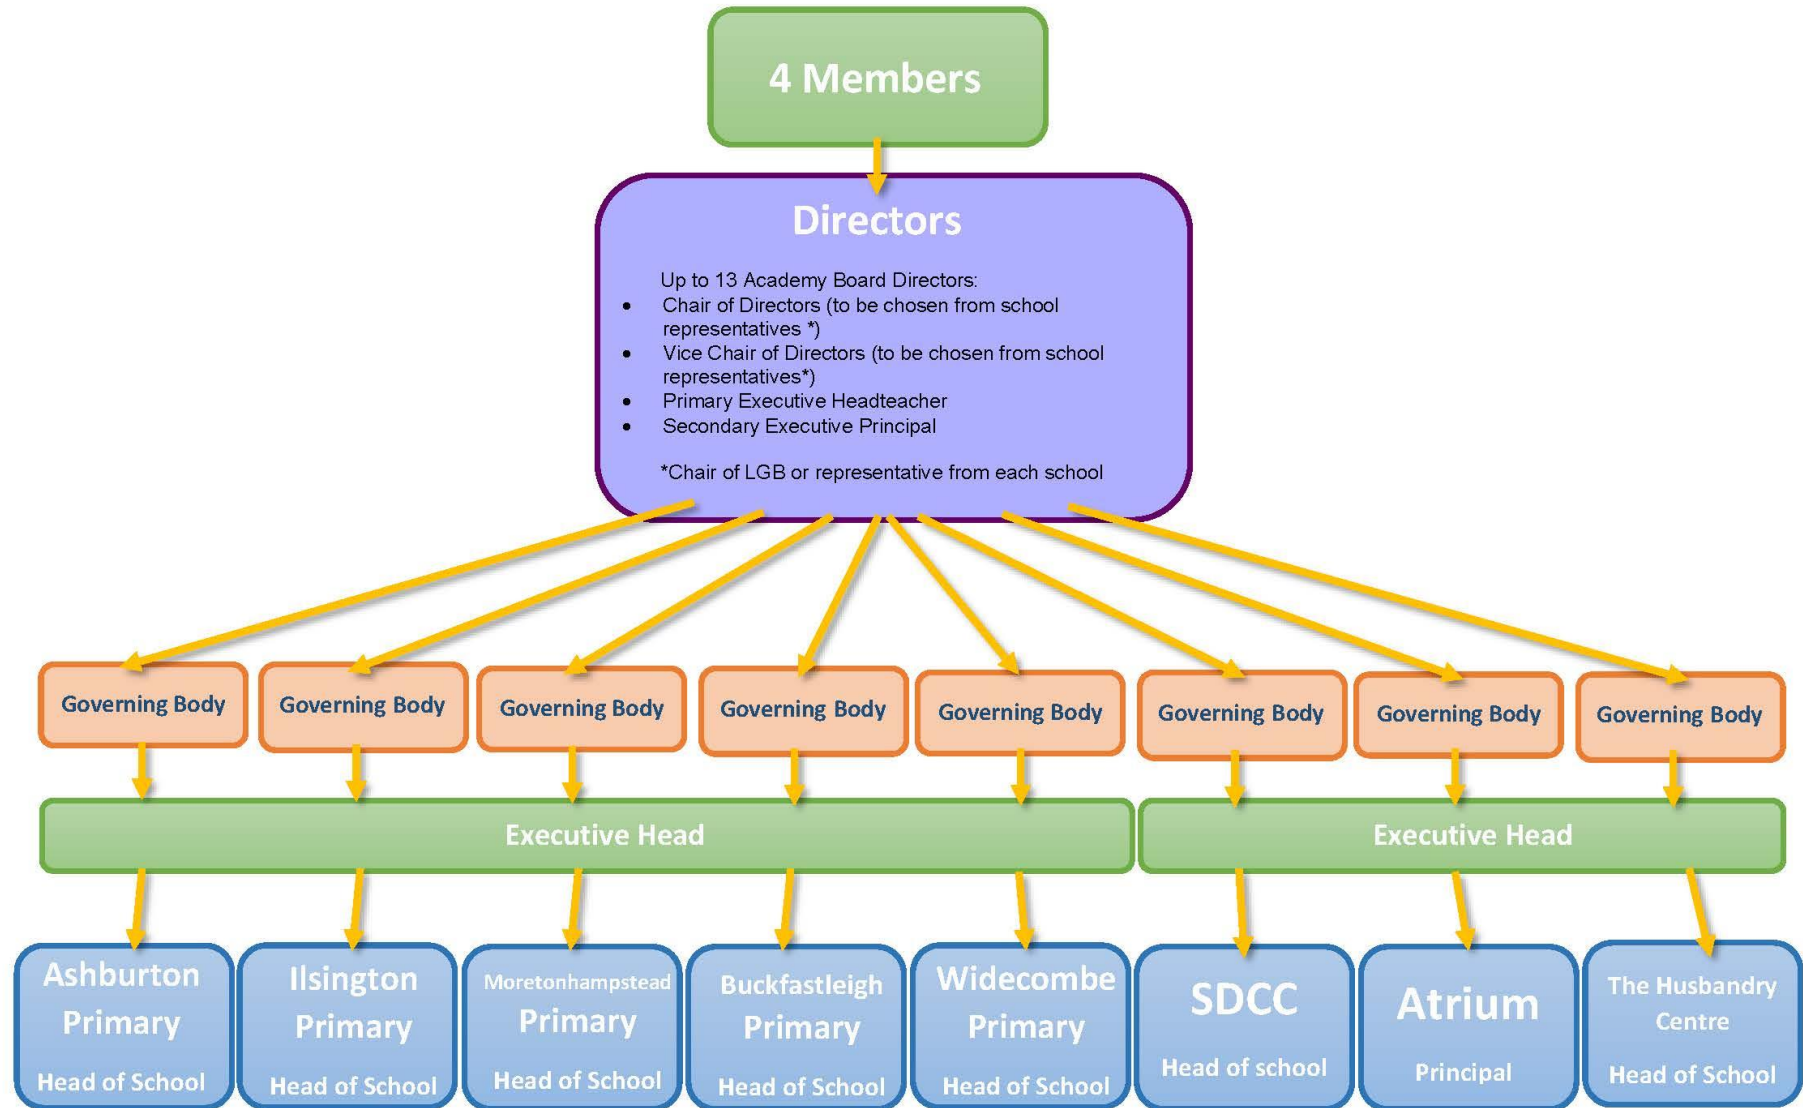 4 Members
Directors
Up to 13 Academy Board Directors:
• Chair of Directors (to be chosen from school
representatives *)
• Vice Chair of Directors (to be chosen from school
representatives*)
• Primary Executive Headteacher
• Secondary Executive Principal
*Chair of LGB or representative from each school
Governing Body
Governing Body
Governing Body
Governing Body
Governing Body
Governing Body
Governing Body
Governing Body
Executive Head
Executive Head
Ashburton
Primary
Head of School
Ilsington
Primary
Head of School
Moretonhampstead
Primary
Head of School
Buckfastleigh
Primary
Head of School
Widecombe
Primary
Head of School
SDCC
Head of school
Atrium
Principal
The Husbandry
Centre
Head of School